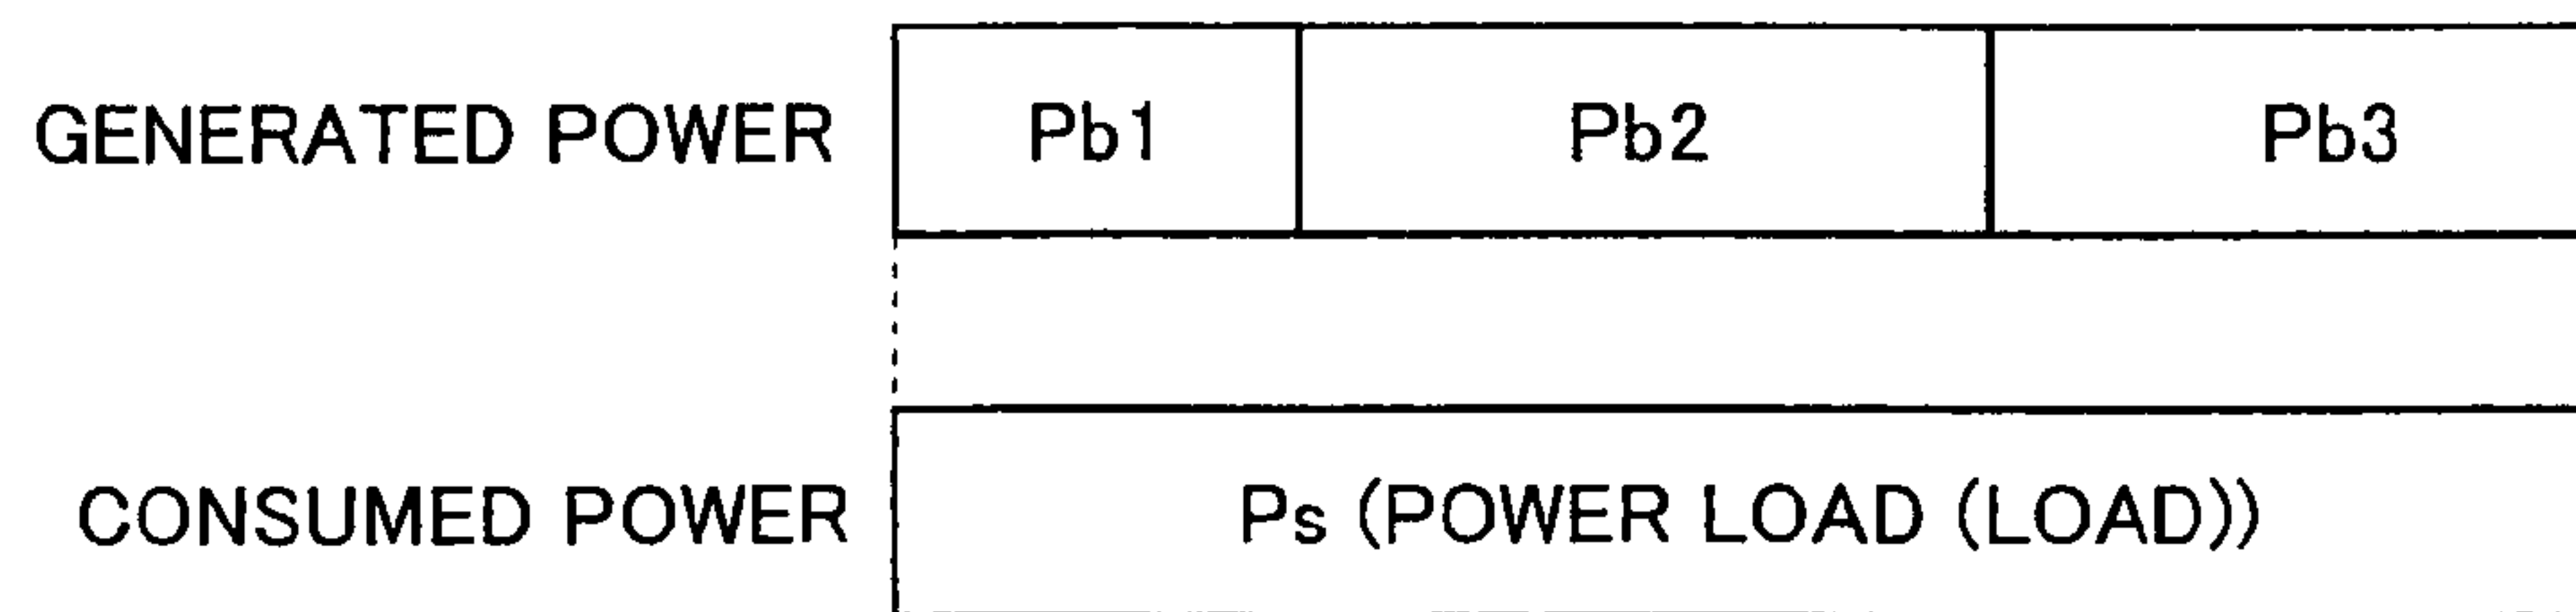 GENERATED POWER Pb1 Pb2 Pb3
CONSUMED POWER Ps (POWER LOAD (LOAD))